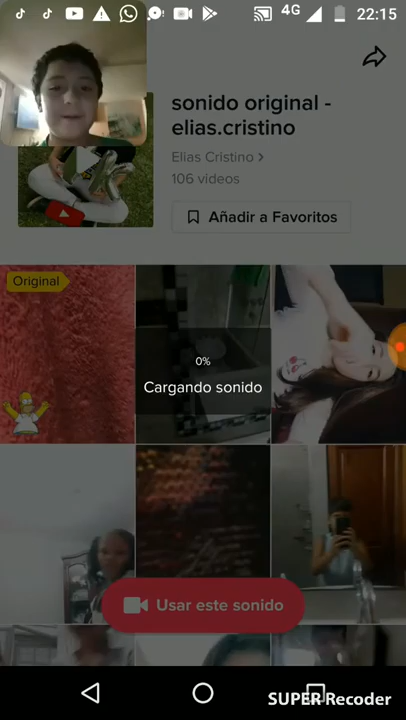 4G 22:15
sonido original -
elias.cristino
Elias Cristino >
106 videos
Añadir a Favoritos
Original
0%
Cargando sonido
Usar este sonido
SUPER Recoder